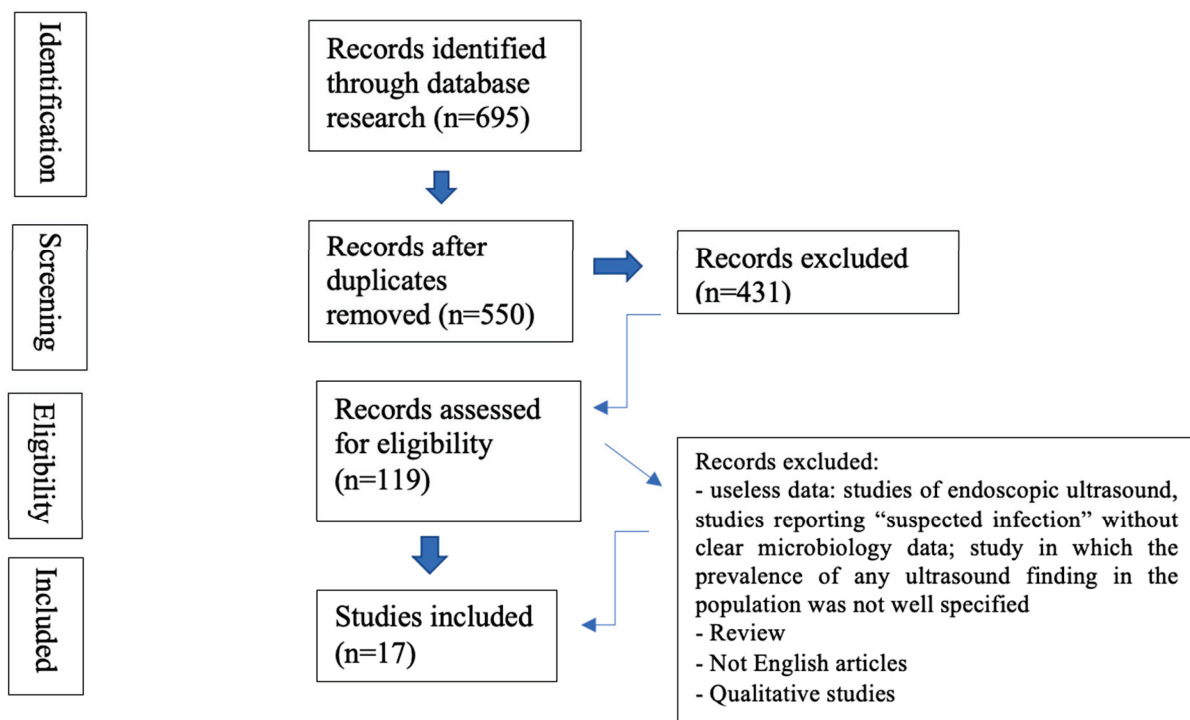 Identification
Records identified
through database
research (n=695)
Screening
Records after
duplicates
removed (n=550)
Records excluded
(n=431)
Eligibility
Records assessed
for eligibility
(n=119)
Records excluded:
- useless data: studies of endoscopic ultrasound,
studies reporting “suspected infection” without
clear microbiology data; study in which the
prevalence of any ultrasound finding in the
population was not well specified
- Review
- Not English articles
- Qualitative studies
Included
Studies included
(n=17)